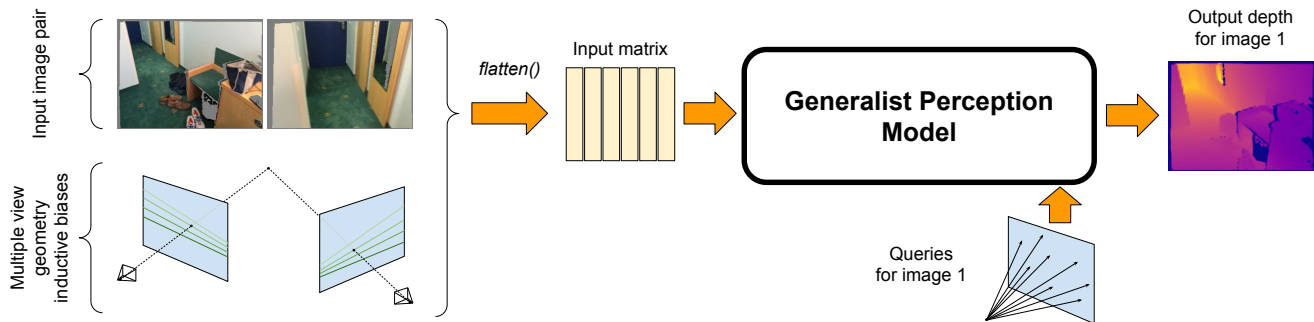 Input image pair
Multiple view
geometry
inductive biases
flatten()
Input matrix
Generalist Perception
Model
Queries
for image 1
Output depth
for image 1